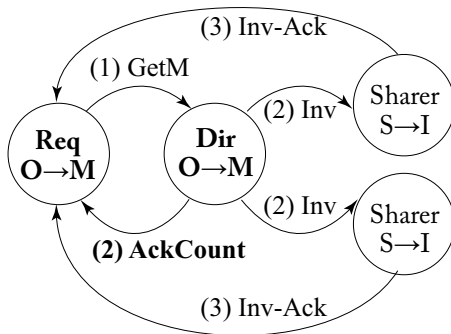 (3) Inv-Ack
(1) GetM
(2) Inv
Sharer
S→I
Req
O→M
Dir
O→M
(2) Inv
Sharer
S→I
(2) AckCount
(3) Inv-Ack